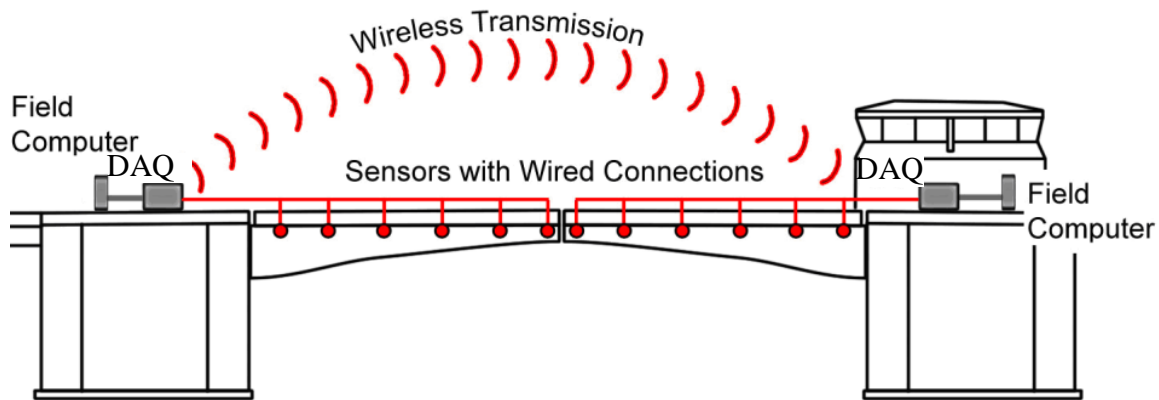 Wireless Transmission
Field
Computer
DAQ
Sensors with Wired Connections
DAQ
Field
Computer